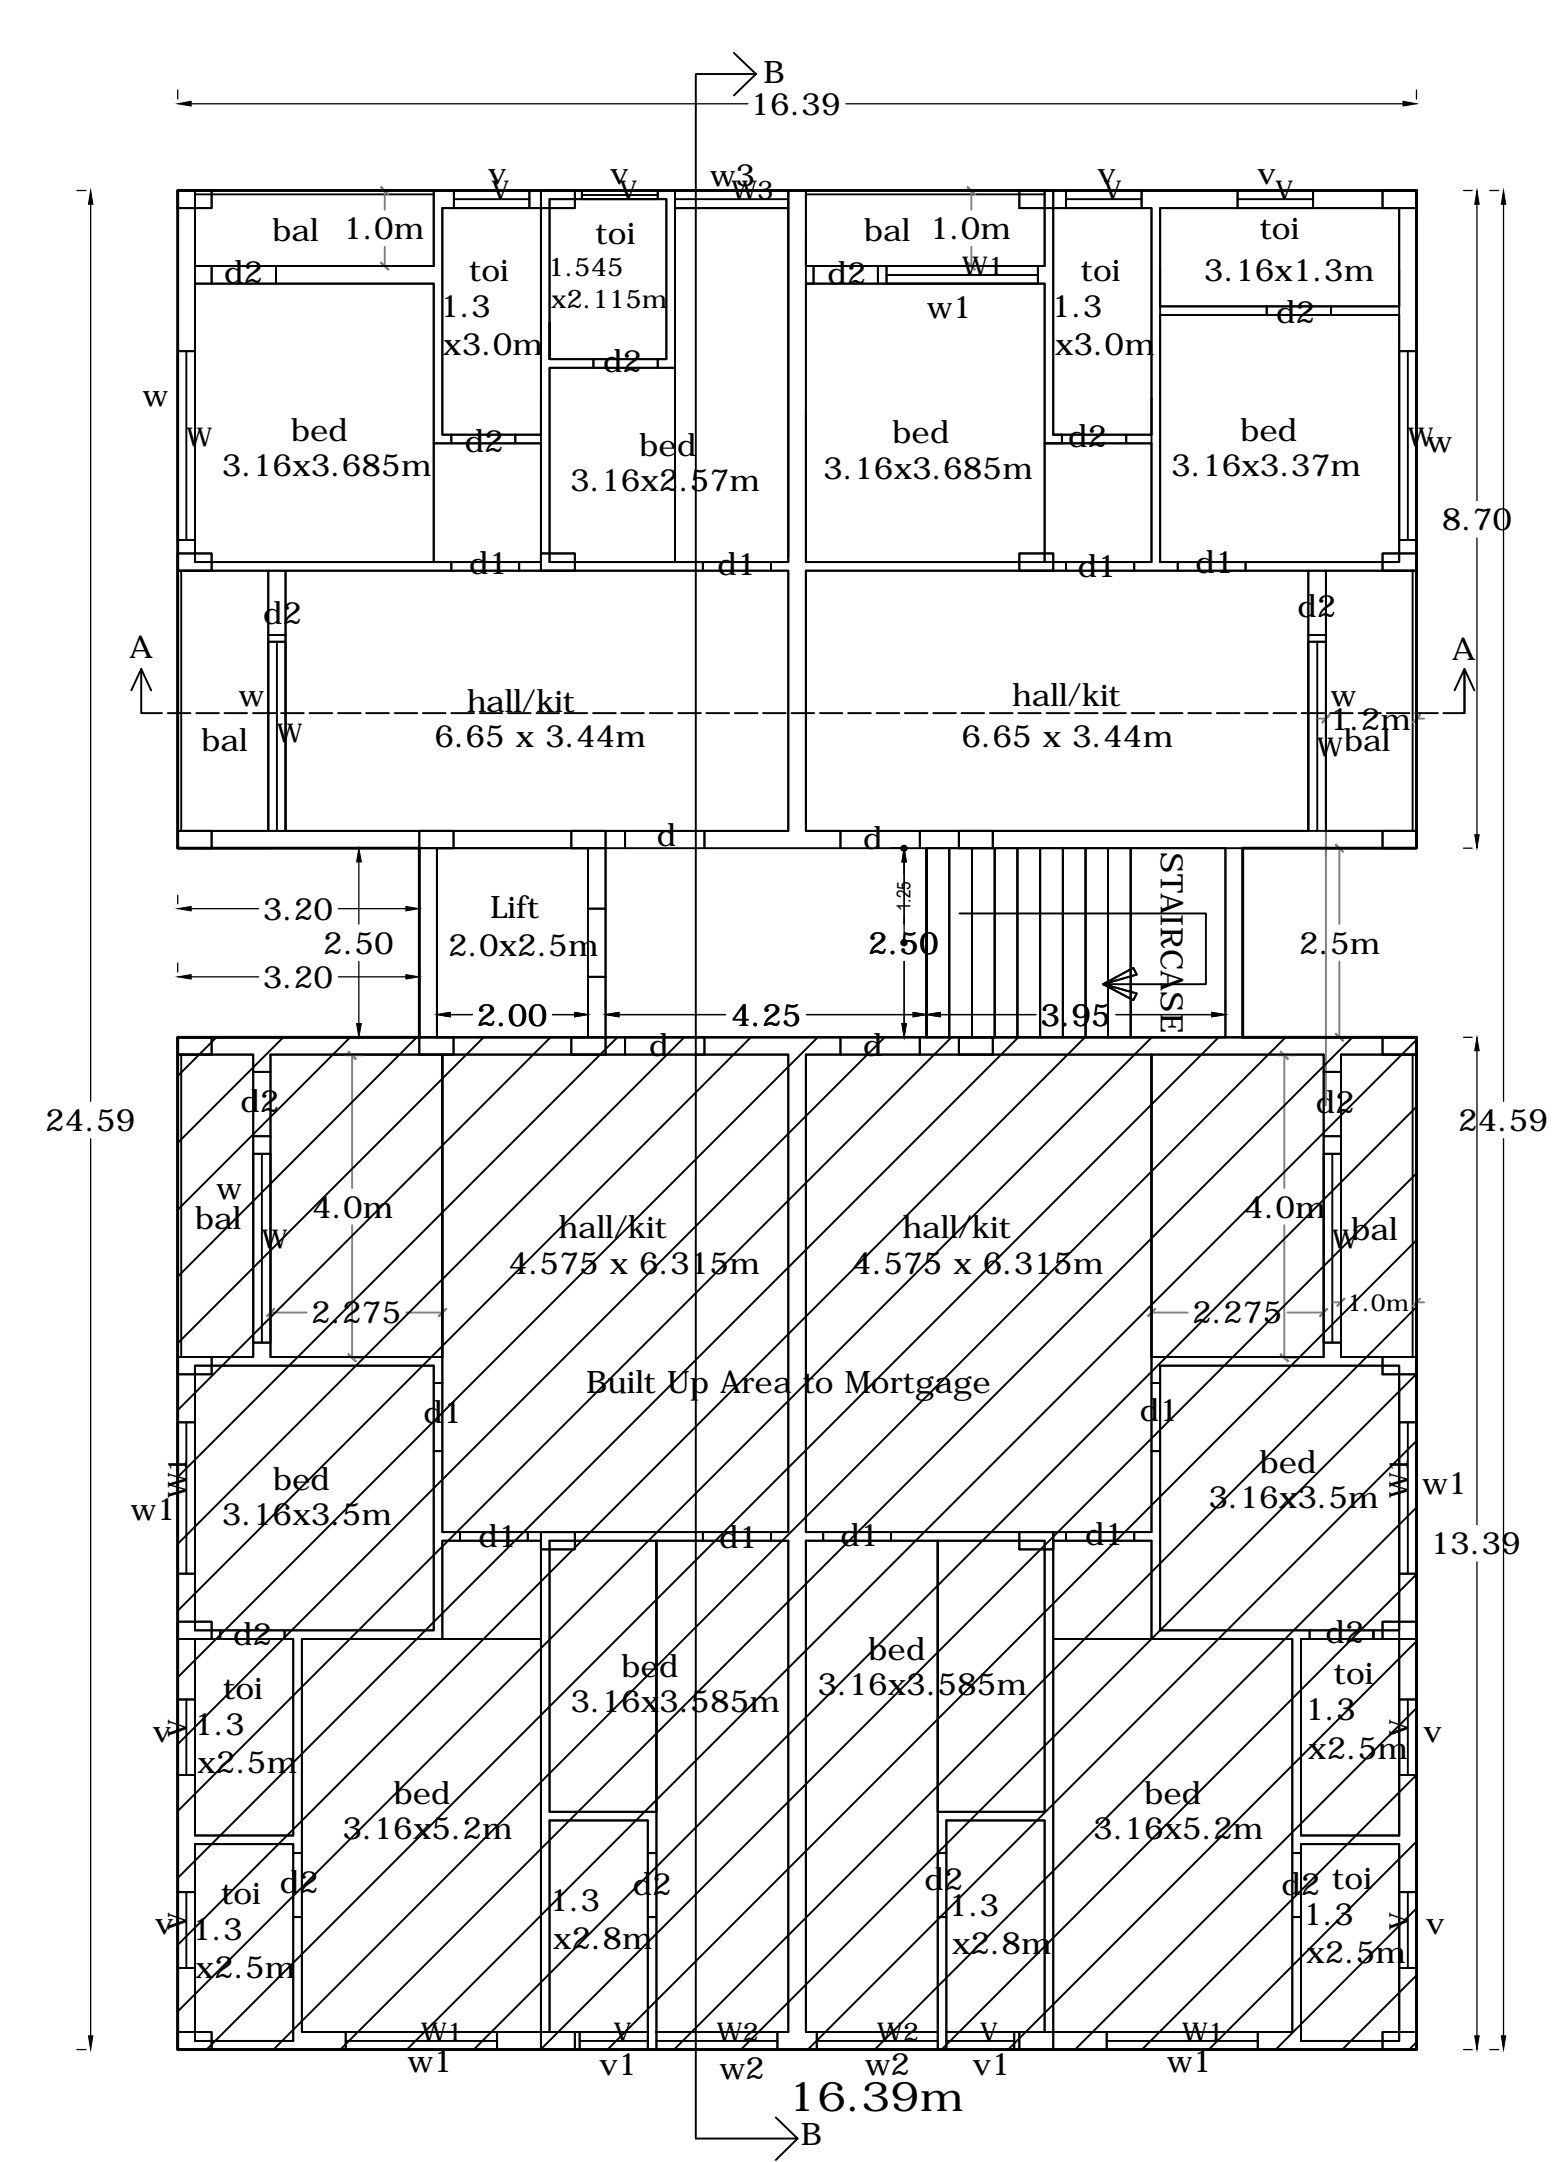 B
16.39
v
v
w3
v
v
V
V
W3
V
V
bal 1.0m
toi
bal 1.0m
toi
toi
1.545
x2.115m
toi
3.16x1.3m
d2
1.3
x3.0m
d2
W1
w1
1.3
x3.0m
d2
d2
w
W
bed
3.16x3.685m
d2
bed
3.16x2.57m
bed
3.16x3.685m
d2
bed
3.16x3.37m
W
w
8.70
d1
d1
d1
d1
d2
d2
A
A
w
W
bal
hall/kit
6.65 x 3.44m
hall/kit
6.65 x 3.44m
w
1.2m
W
bal
d
d
3.20
2.50
3.20
Lift
2.0x2.5m
1.25
2.50
STAIRCASE
2.5m
2.00
4.25
3.95
d
d
24.59
24.59
d2
d2
w
bal
W
4.0m
hall/kit
4.575 x 6.315m
hall/kit
4.575 x 6.315m
4.0m
W
bal
2.275
2.275
1.0m
Built Up Area to Mortgage
d1
d1
W1
w1
bed
3.16x3.5m
bed
3.16x3.5m
W1
w1
13.39
d1
d1
d1
d1
d2
d2
toi
1.3
x2.5m
v
V
bed
3.16x3.585m
bed
3.16x3.585m
toi
1.3
x2.5m
V
v
bed
3.16x5.2m
bed
3.16x5.2m
d2
d2
d2
d2
toi
1.3
x2.5m
v
V
1.3
x2.8m
1.3
x2.8m
toi
1.3
x2.5m
V
v
W1
V
W2
W2
V
W1
w1
v1
w2
w2
v1
w1
16.39m
B